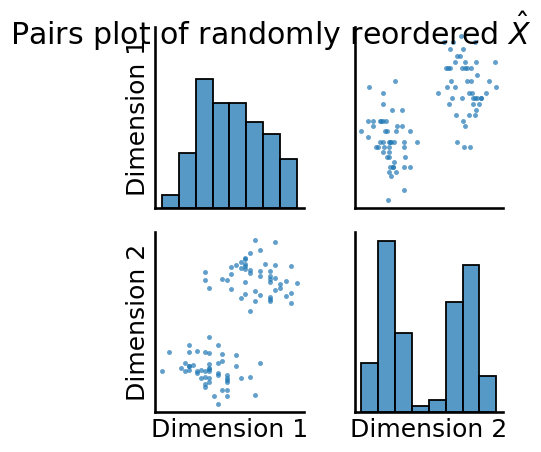 Pairs plot of randomly reordered X̂
Dimension 1
Dimension 2
Dimension 1
Dimension 2